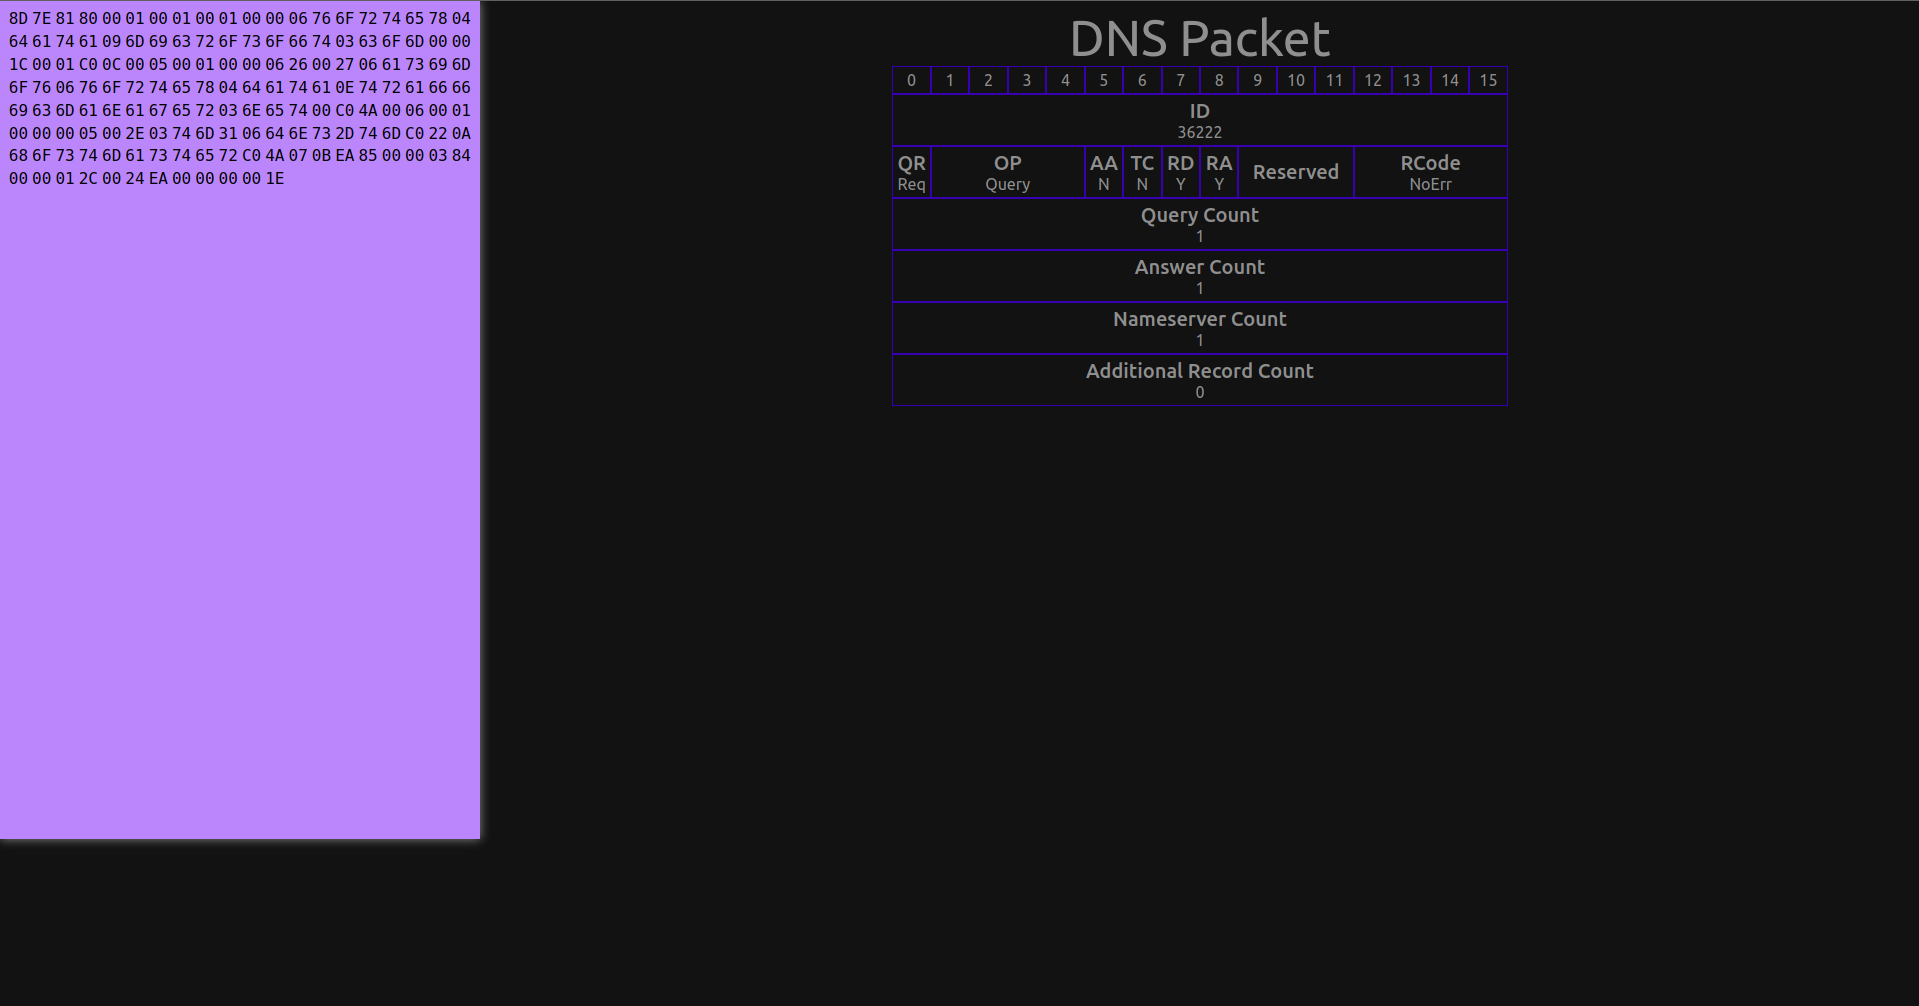 8D 7E 81 80 00 01 00 01 00 01 00 00 06 76 6F 72 74 65 78 04
64 61 74 61 09 6D 69 63 72 6F 73 6F 66 74 03 63 6F 6D 00 00
1C 00 01 C0 0C 00 05 00 01 00 00 06 26 00 27 06 61 73 69 6D
6F 76 06 76 6F 72 74 65 78 04 64 61 74 61 0E 74 72 61 66 66
69 63 6D 61 6E 61 67 65 72 03 6E 65 74 00 C0 4A 00 06 00 01
00 00 00 05 00 2E 03 74 6D 31 06 64 6E 73 2D 74 6D C0 22 0A
68 6F 73 74 6D 61 73 74 65 72 C0 4A 07 0B EA 85 00 00 03 84
00 00 01 2C 00 24 EA 00 00 00 00 1E
DNS Packet
0 1 2 3 4 5 6 7 8 9 10 11 12 13 14 15
ID
36222
QR OP AA TC RD RA Reserved RCode
Req Query N N Y Y NoErr
Query Count
1
Answer Count
1
Nameserver Count
1
Additional Record Count
0